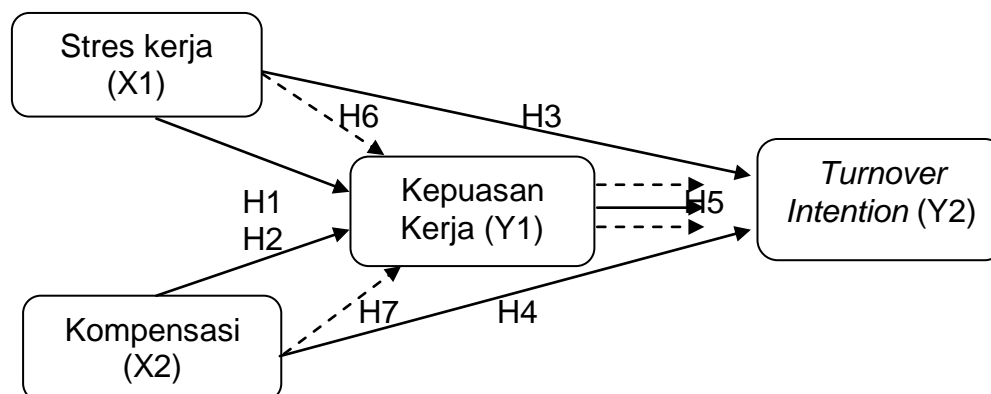 Stres kerja
(X1)
H6
H3
Kepuasan
Kerja (Y1)
H1
H2
H5
Turnover
Intention (Y2)
H7
H4
Kompensasi
(X2)